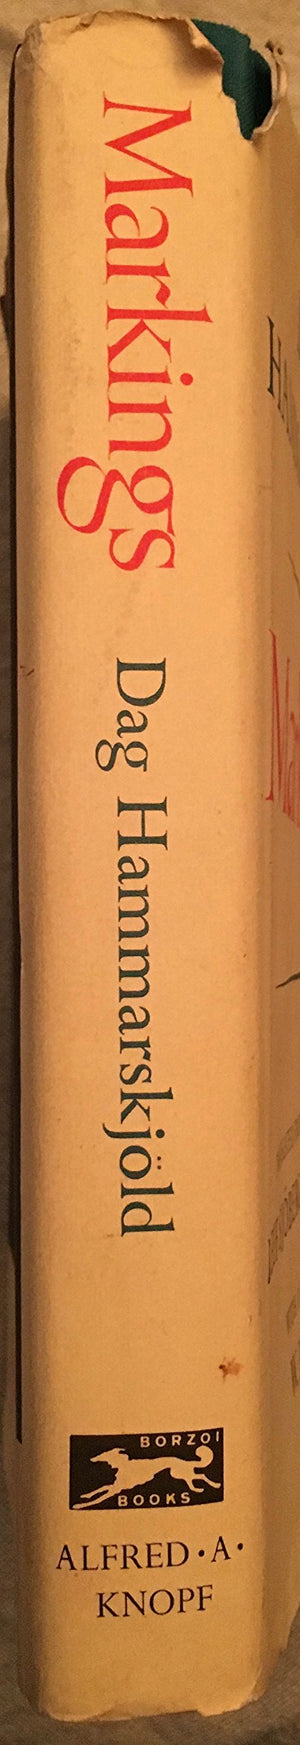 Markings
Dag Hammarskjöld
BORZOI
BOOKS
ALFRED·A·
KNOPF